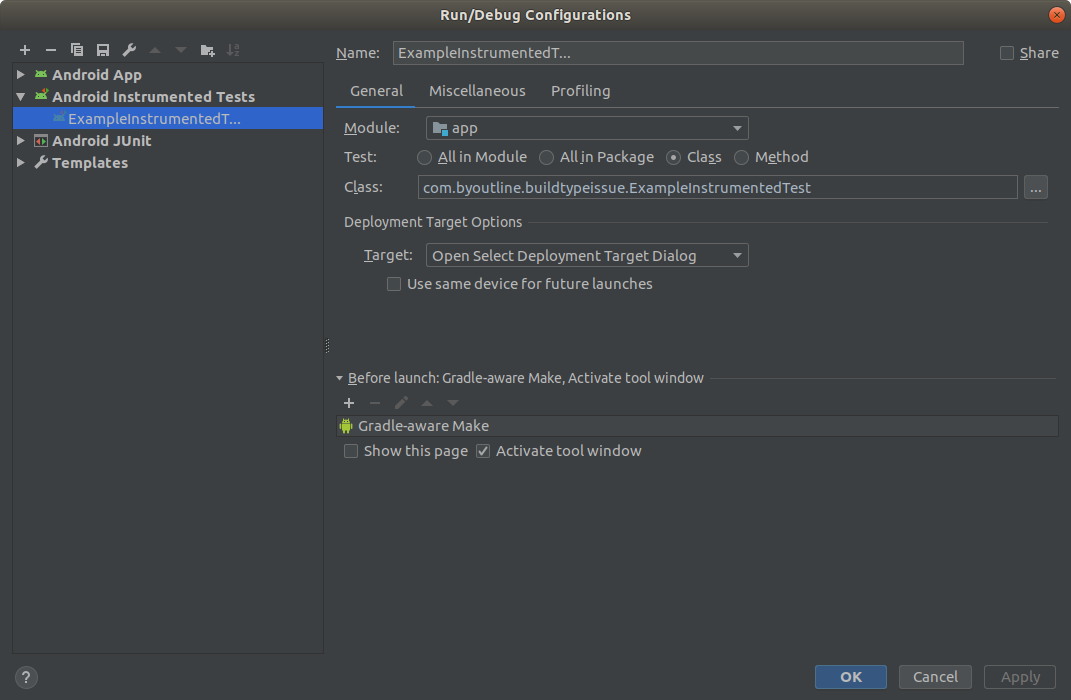 Run/Debug Configurations
Name: ExampleInstrumentedT... Share
Android App
Android Instrumented Tests
ExampleInstrumentedT...
Android JUnit
Templates
General Miscellaneous Profiling
Module: app
Test: All in Module All in Package Class Method
Class: com.byoutline.buildtypeissue.ExampleInstrumentedTest ...
Deployment Target Options
Target: Open Select Deployment Target Dialog
Use same device for future launches
Before launch: Gradle-aware Make, Activate tool window
Gradle-aware Make
Show this page Activate tool window
? OK Cancel Apply